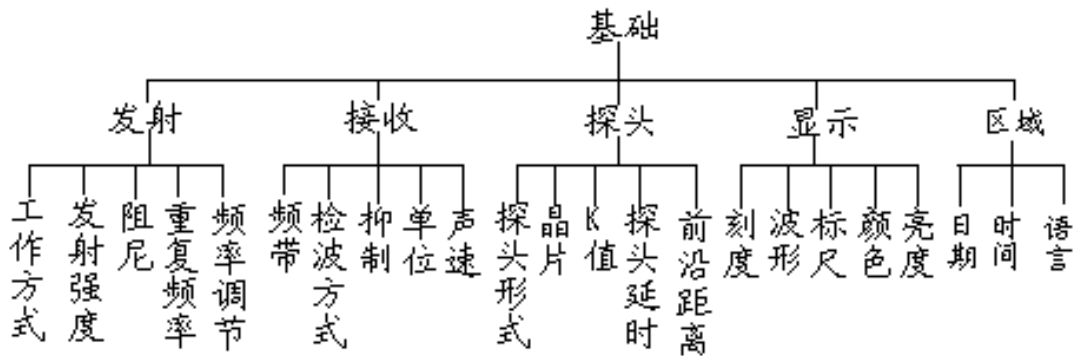 基础
发射
接收
探头
显示
区域
工作方式
发射强度
阻尼
重复频率
频率调节
频带
检波方式
抑制
单位
声速
探头形式
晶片
K值
探头延时
前沿距离
刻度
波形
标尺
颜色
亮度
日期
时间
语言